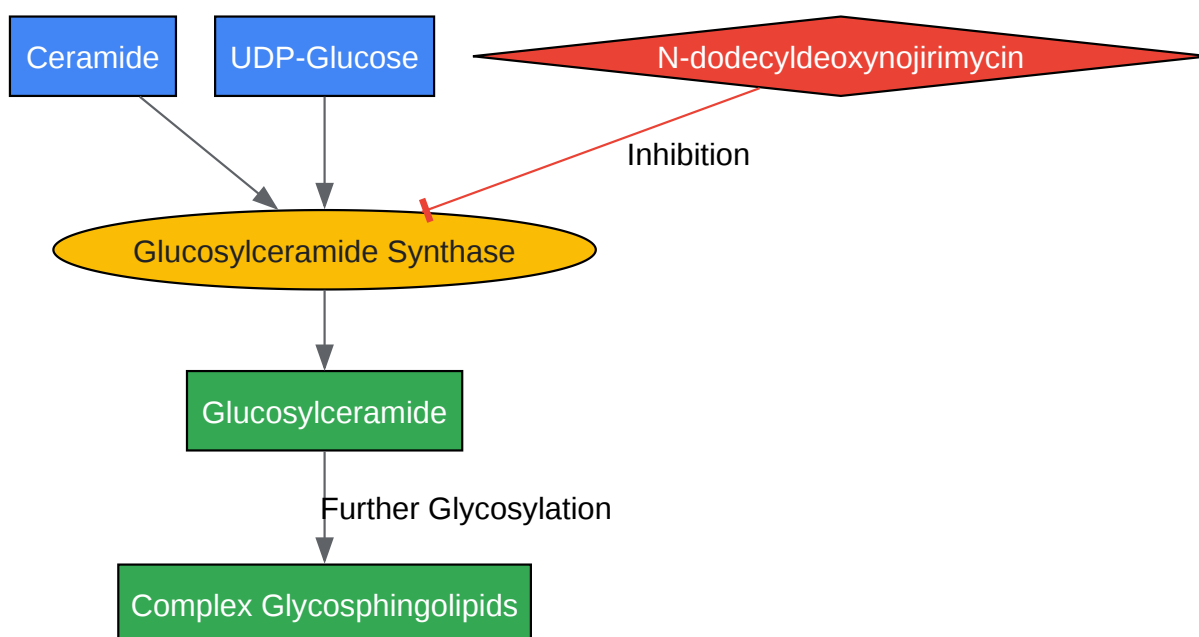 Ceramide
UDP-Glucose
N-dodecyldeoxynojirimycin
Inhibition
Glucosylceramide Synthase
Glucosylceramide
Further Glycosylation
Complex Glycosphingolipids